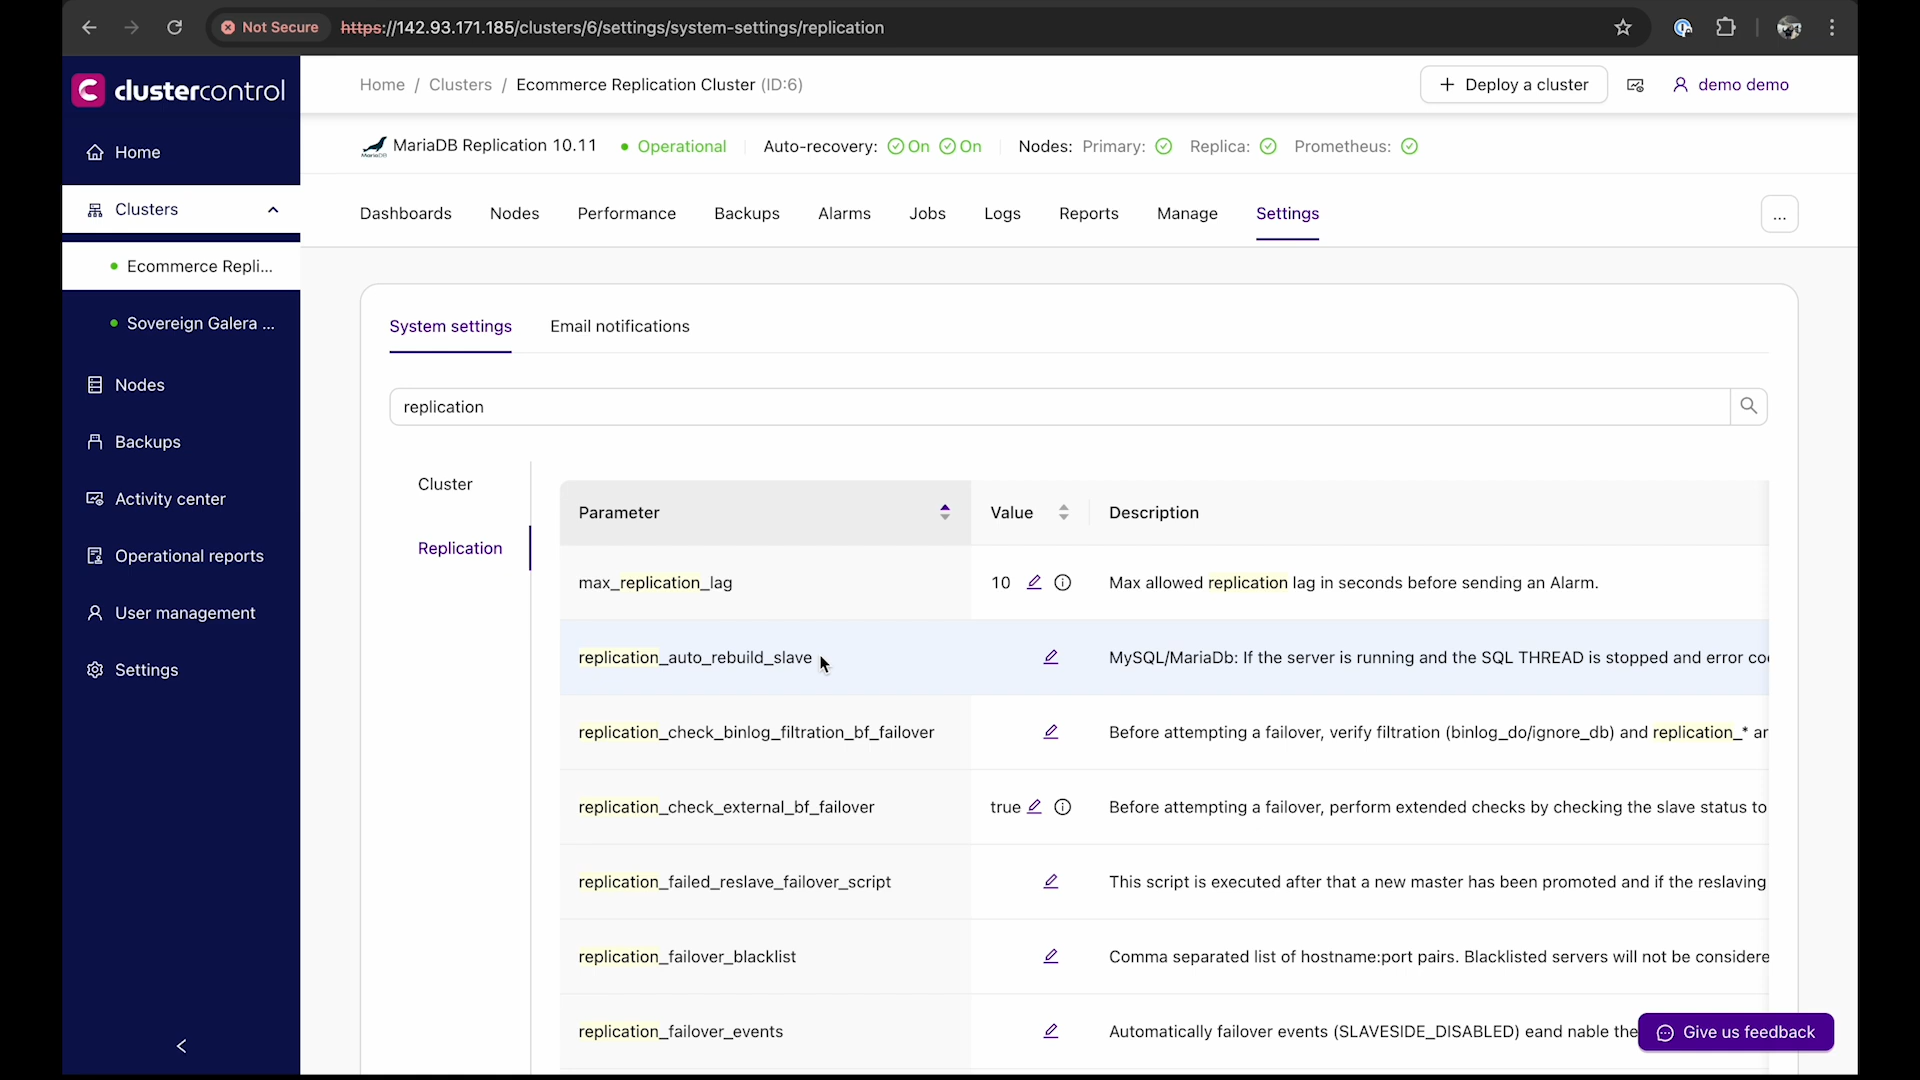 Not Secure https://142.93.171.185/clusters/6/settings/system-settings/replication
clustercontrol
Home / Clusters / Ecommerce Replication Cluster (ID:6)
+ Deploy a cluster
demo demo
MariaDB Replication 10.11 Operational Auto-recovery: On On Nodes: Primary: Replica: Prometheus:
Home
Clusters
Ecommerce Repli...
Sovereign Galera ...
Nodes
Backups
Activity center
Operational reports
User management
Settings
Dashboards Nodes Performance Backups Alarms Jobs Logs Reports Manage Settings ...
System settings Email notifications
replication
Cluster
Replication
Parameter Value Description
max_replication_lag 10 Max allowed replication lag in seconds before sending an Alarm.
replication_auto_rebuild_slave MySQL/MariaDb: If the server is running and the SQL THREAD is stopped and error co
replication_check_binlog_filtration_bf_failover Before attempting a failover, verify filtration (binlog_do/ignore_db) and replication_* ar
replication_check_external_bf_failover true Before attempting a failover, perform extended checks by checking the slave status to
replication_failed_reslave_failover_script This script is executed after that a new master has been promoted and if the reslaving
replication_failover_blacklist Comma separated list of hostname:port pairs. Blacklisted servers will not be considere
replication_failover_events Automatically failover events (SLAVESIDE_DISABLED) eand nable the
Give us feedback